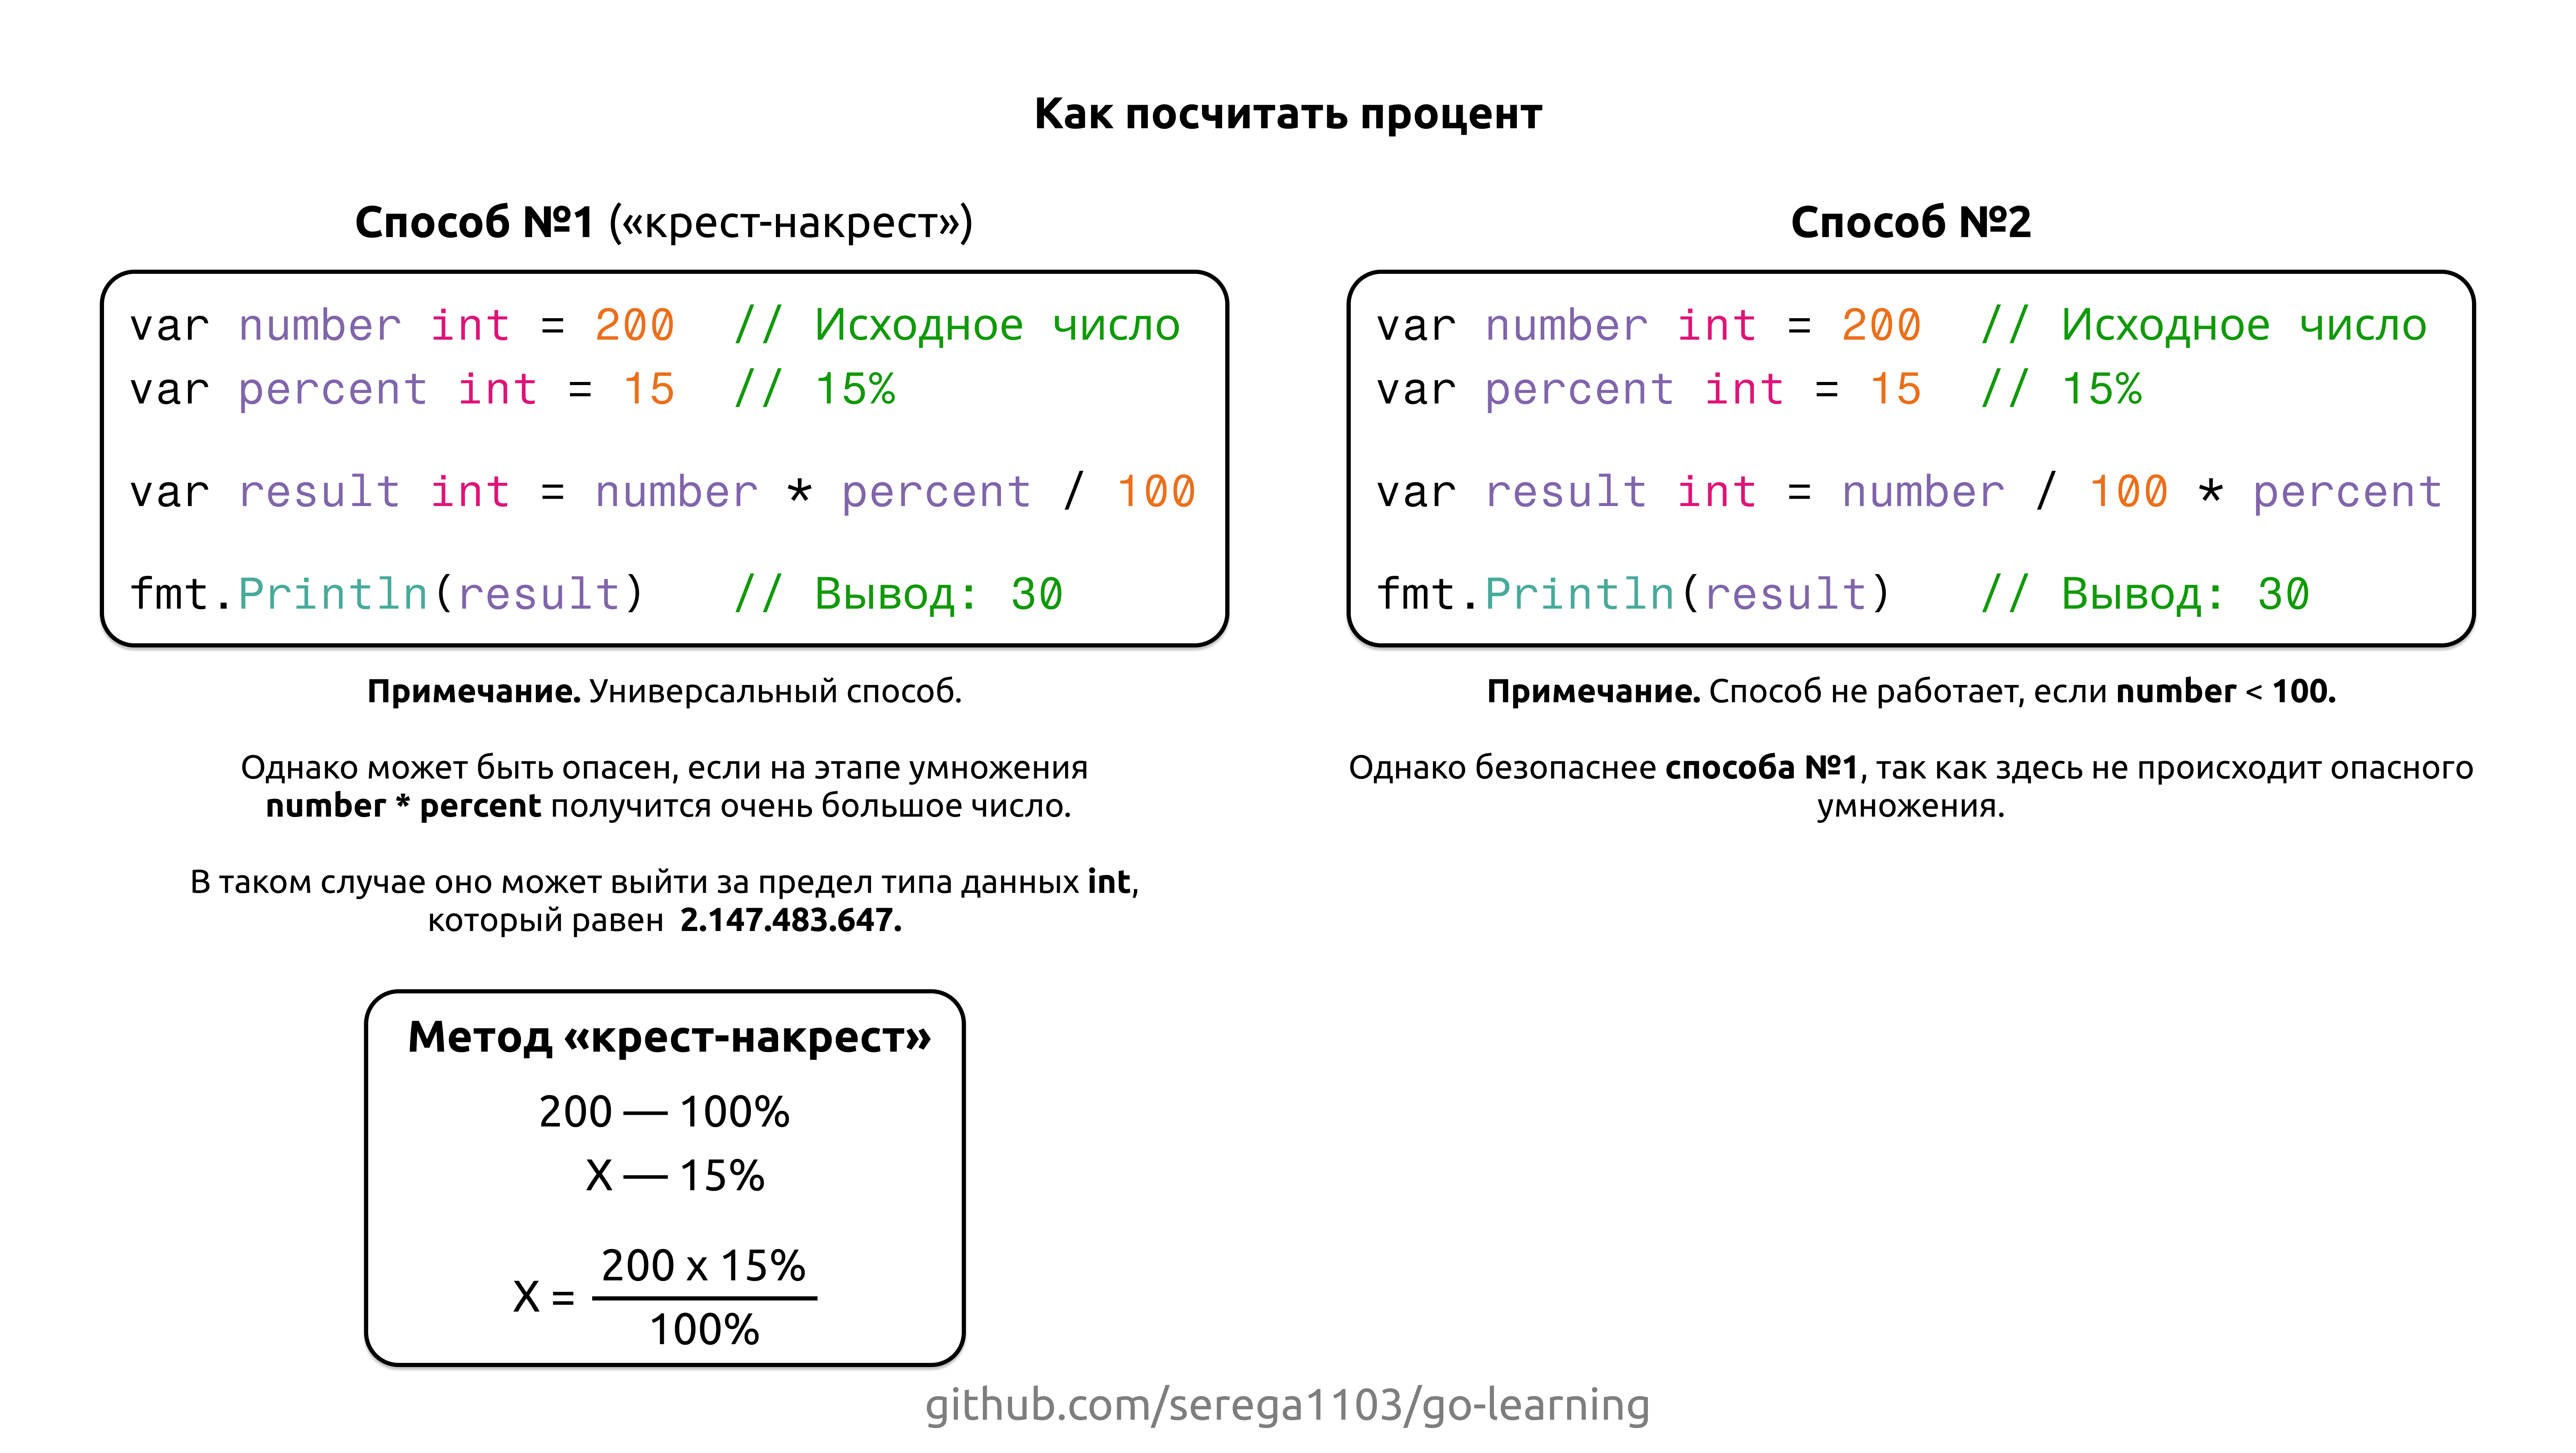 Как посчитать процент
Способ №1 («крест-накрест»)
var number int = 200  // Исходное число
var percent int = 15  // 15%
var result int = number * percent / 100
fmt.Println(result)   // Вывод: 30
Примечание. Универсальный способ.
Однако может быть опасен, если на этапе умножения
number * percent получится очень большое число.
В таком случае оно может выйти за предел типа данных int,
который равен  2.147.483.647.
Метод «крест-накрест»
200 — 100%
X — 15%
200 x 15%
X =
100%
Способ №2
var number int = 200  // Исходное число
var percent int = 15  // 15%
var result int = number / 100 * percent
fmt.Println(result)   // Вывод: 30
Примечание. Способ не работает, если number < 100.
Однако безопаснее способа №1, так как здесь не происходит опасного
умножения.
github.com/serega1103/go-learning